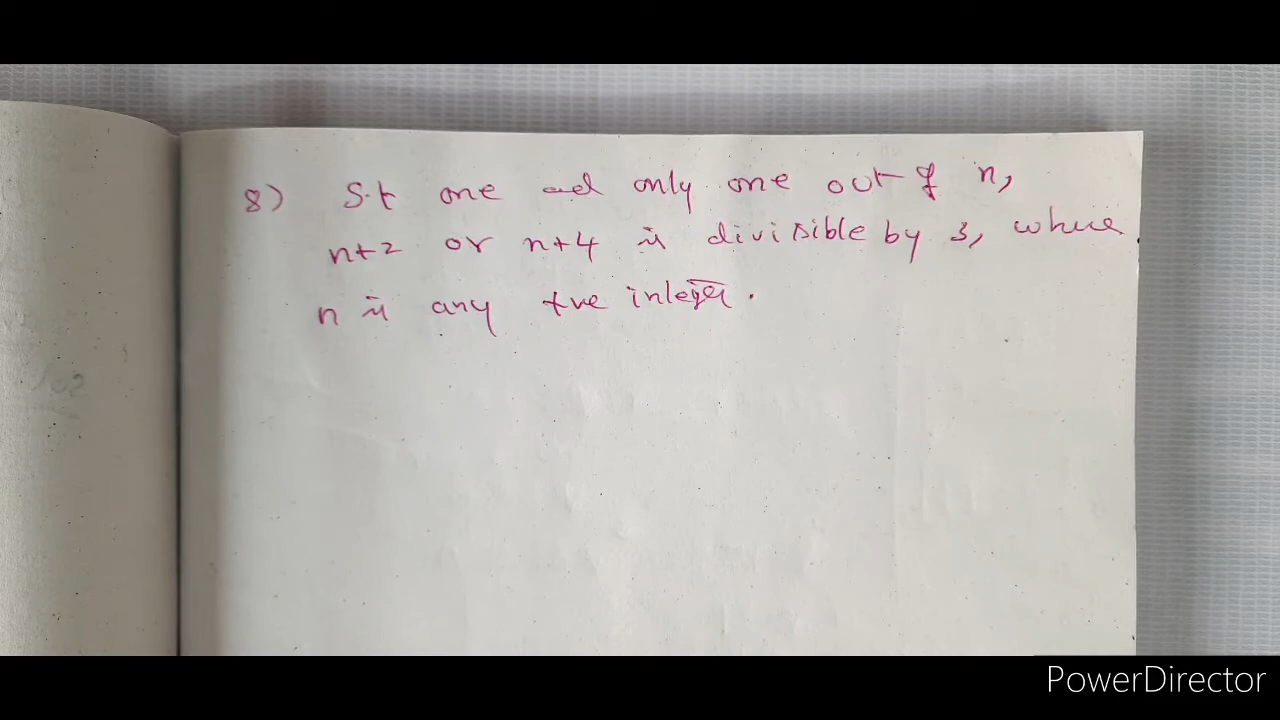 8) S.t one and only one out of n,
n+2 or n+4 is divisible by 3, where
n is any +ve integer.
PowerDirector